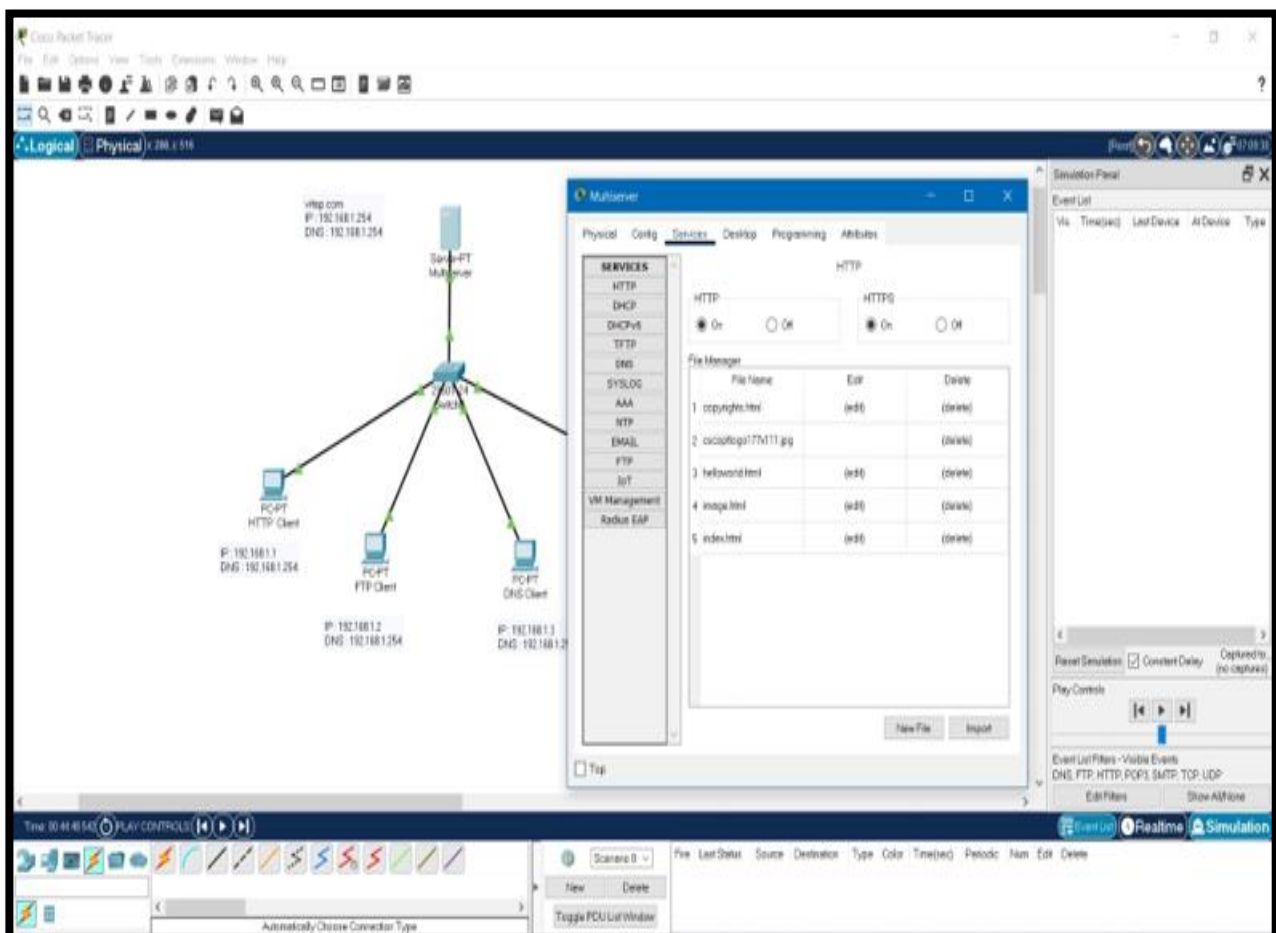 Cisco Packet Tracer
File Edit Options View Tools Extensions Window Help
?
Logical
Physical
[Root]
vitap.com
IP : 192.168.1.254
DNS : 192.168.1.254
Server-PT
Multiserver
Switch
PC-PT
HTTP Client
IP : 192.168.1.1
DNS : 192.168.1.254
PC-PT
FTP Client
IP : 192.168.1.2
DNS : 192.168.1.254
PC-PT
DNS Client
IP : 192.168.1.3
Multiserver
Physical Config Services Desktop Programming Attributes
SERVICES
HTTP
DHCP
DHCPv6
TFTP
DNS
SYSLOG
AAA
NTP
EMAIL
FTP
IoT
VM Management
Radius EAP
HTTP
HTTP
On Off
HTTPS
On Off
File Manager
File Name Edit Delete
1 copyrights.html (edit) (delete)
2 cscoptlogo177x111.jpg (delete)
3 helloworld.html (edit) (delete)
4 image.html (edit) (delete)
5 index.html (edit) (delete)
New File Import
Top
Simulation Panel
Event List
Vis. Time(sec) Last Device At Device Type
Reset Simulation Constant Delay
Captured to:
(no captures)
Play Controls
Event List Filters - Visible Events
DNS, FTP, HTTP, POP3, SMTP, TCP, UDP
Edit Filters Show All/None
PLAY CONTROLS:
Event List Realtime Simulation
Automatically Choose Connection Type
Scenario 0
New Delete
Toggle PDU List Window
Fire Last Status Source Destination Type Color Time(sec) Periodic Num Edit Delete